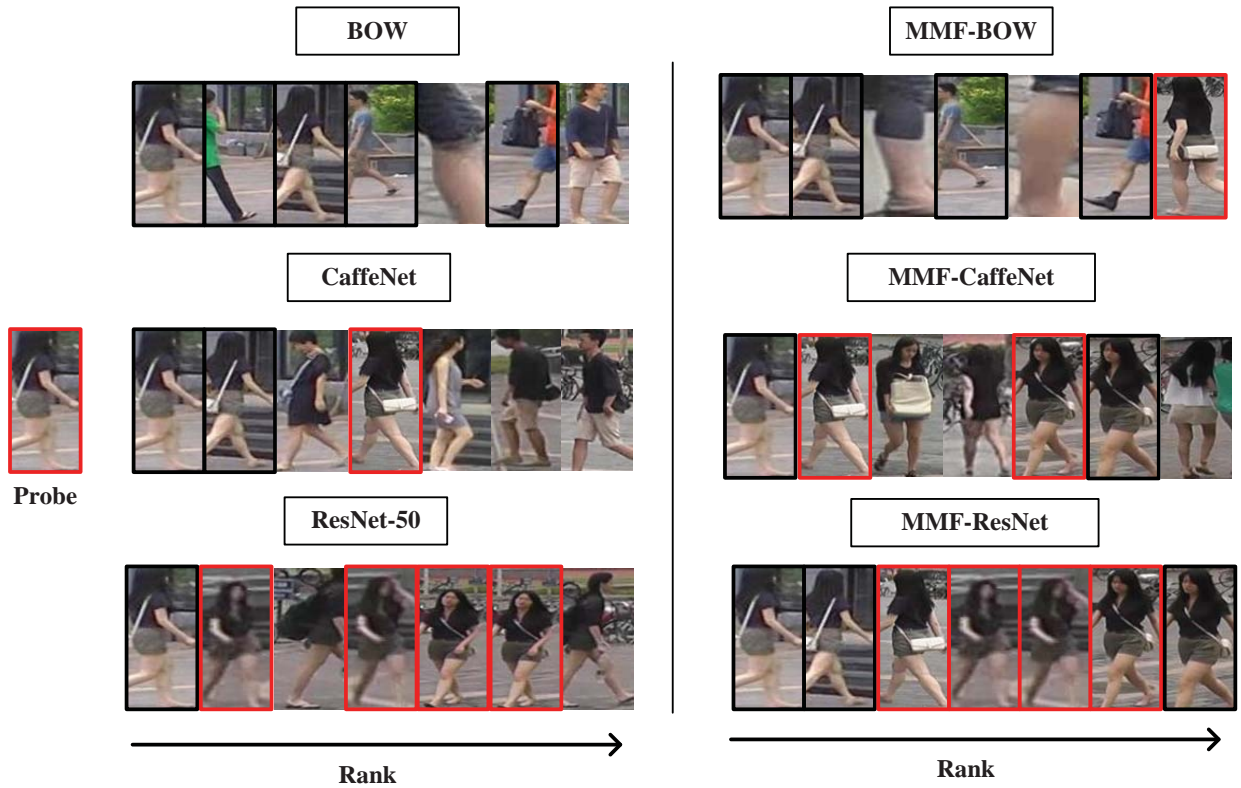 BOW
MMF-BOW
CaffeNet
MMF-CaffeNet
Probe
ResNet-50
MMF-ResNet
Rank
Rank